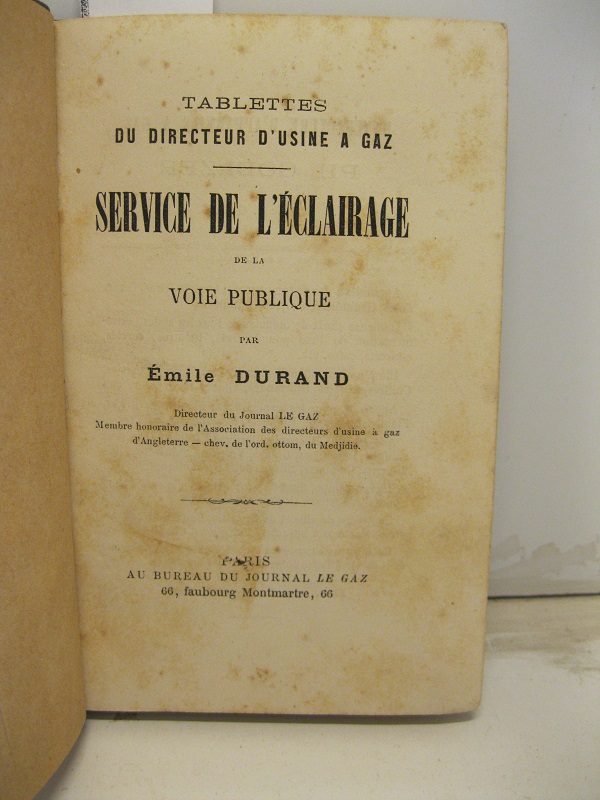 TABLETTES
DU DIRECTEUR D'USINE A GAZ
SERVICE DE L'ÉCLAIRAGE
DE LA
VOIE PUBLIQUE
PAR
Émile DURAND
Directeur du Journal LE GAZ
Membre honoraire de l'Association des directeurs d'usine à gaz
d'Angleterre — chev. de l'ord. ottom. du Medjidié.
PARIS
AU BUREAU DU JOURNAL LE GAZ
66, faubourg Montmartre, 66